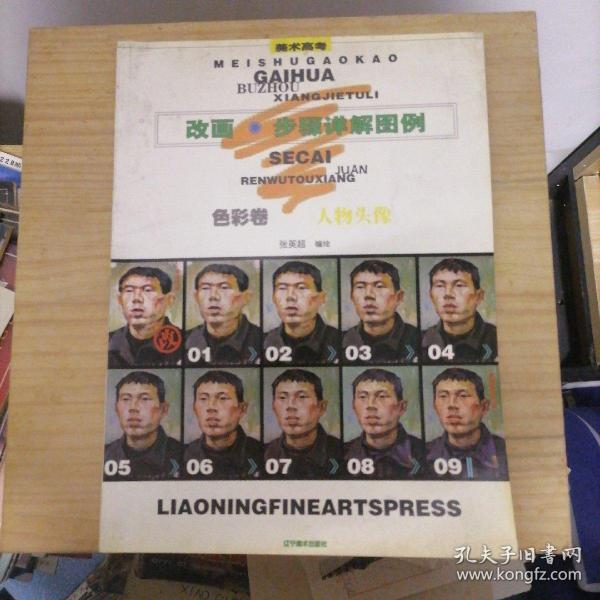 美术高考
MEISHUGAOKAO
GAIHUA
BUZHOU
XIANGJIETULI
改画 步骤详解图例
SECAI
JUAN
RENWUTOUXIANG
色彩卷 人物头像
张英超 编绘
01 02 03 04
05 06 07 08 09
LIAONINGFINEARTSPRESS
辽宁美术出版社
孔夫子旧书网
www.kongfz.com